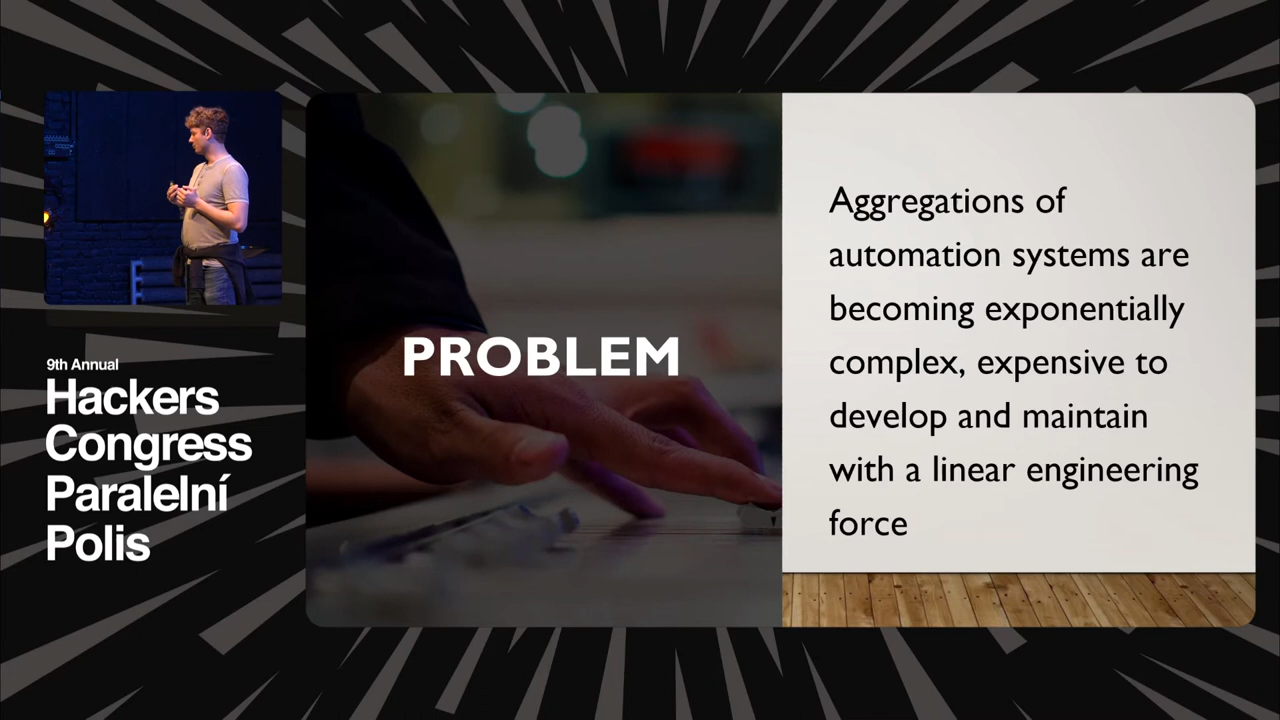 9th Annual
Hackers
Congress
Paralelní
Polis
PROBLEM
Aggregations of
automation systems are
becoming exponentially
complex, expensive to
develop and maintain
with a linear engineering
force